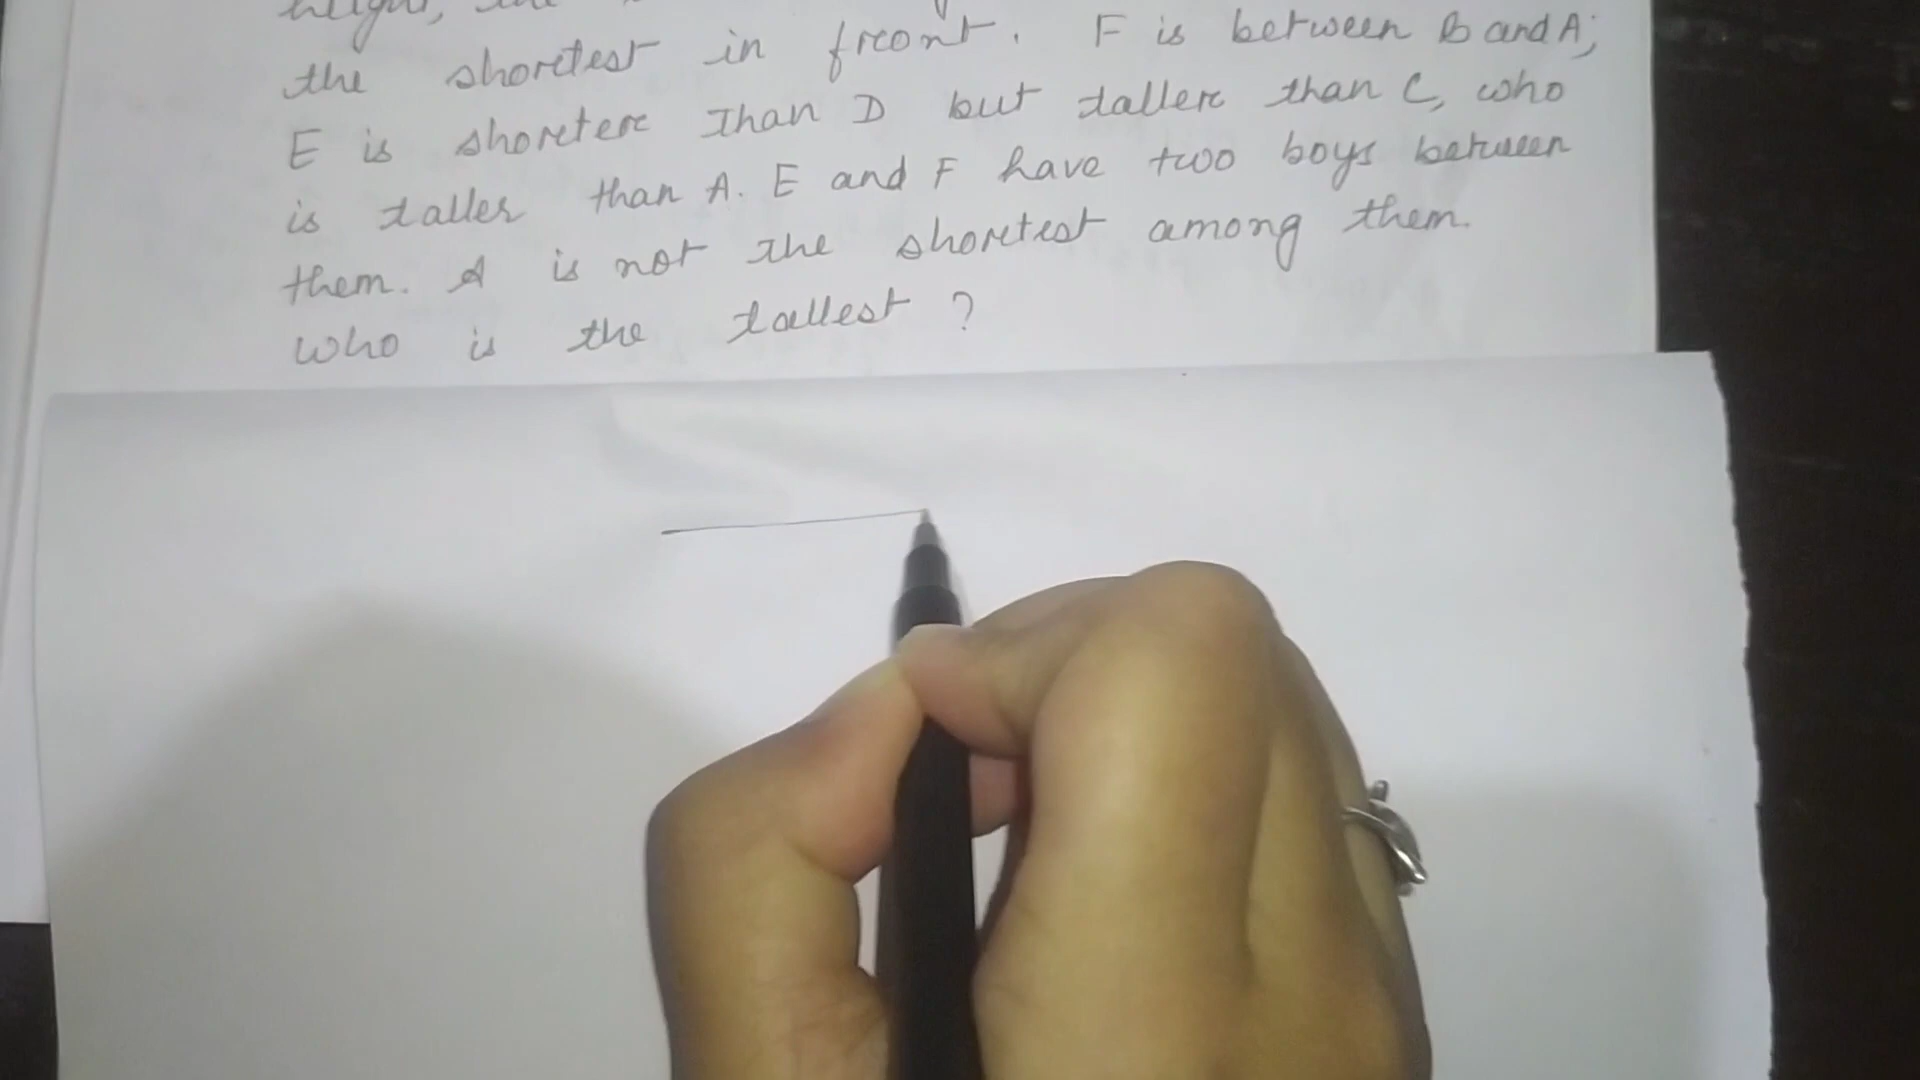 the shortest in front. F is between B and A;
E is shorter than D but taller than C, who
is taller than A. E and F have two boys between
them. A is not the shortest among them.
Who is the tallest ?